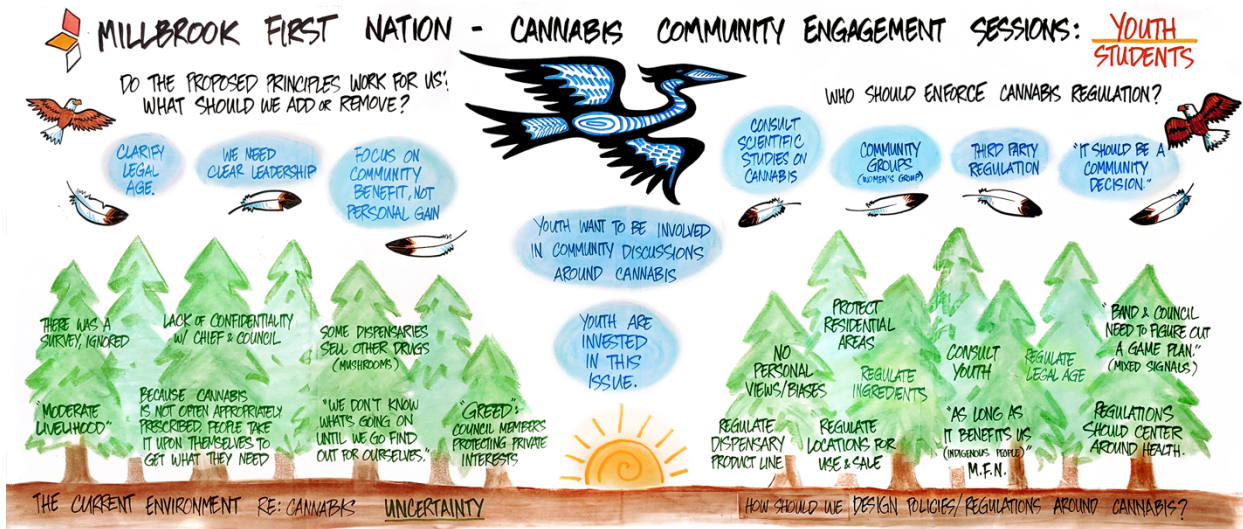 MILLBROOK FIRST NATION - CANNABIS COMMUNITY ENGAGEMENT SESSIONS: YOUTH
STUDENTS
DO THE PROPOSED PRINCIPLES WORK FOR US?
WHAT SHOULD WE ADD OR REMOVE?
CLARIFY
LEGAL
AGE.
WE NEED
CLEAR LEADERSHIP
FOCUS ON
COMMUNITY
BENEFIT, NOT
PERSONAL GAIN
WHO SHOULD ENFORCE CANNABIS REGULATION?
CONSULT
SCIENTIFIC
STUDIES ON
CANNABIS
COMMUNITY
GROUPS
(WOMEN'S GROUP)
THIRD PARTY
REGULATION
"IT SHOULD BE A
COMMUNITY
DECISION."
YOUTH WANT TO BE INVOLVED
IN COMMUNITY DISCUSSIONS
AROUND CANNABIS
YOUTH ARE
INVESTED
IN THIS
ISSUE.
THERE WAS A
SURVEY, IGNORED
LACK OF CONFIDENTIALITY
W/ CHIEF & COUNCIL
SOME DISPENSARIES
SELL OTHER DRUGS
(MUSHROOMS)
"MODERATE
LIVELIHOOD"
BECAUSE CANNABIS
IS NOT OFTEN APPROPRIATELY
PRESCRIBED, PEOPLE TAKE
IT UPON THEMSELVES TO
GET WHAT THEY NEED
"WE DON'T KNOW
WHATS GOING ON
UNTIL WE GO FIND
OUT FOR OURSELVES."
"GREED":
COUNCIL MEMBERS
PROTECTING PRIVATE
INTERESTS
THE CURRENT ENVIRONMENT RE: CANNABIS UNCERTAINTY
NO
PERSONAL
VIEWS/BIASES
PROTECT
RESIDENTIAL
AREAS
REGULATE
INGREDIENTS
CONSULT
YOUTH
REGULATE
LEGAL AGE
"BAND & COUNCIL
NEED TO FIGURE OUT
A GAME PLAN."
(MIXED SIGNALS)
REGULATE
DISPENSARY
PRODUCT LINE
REGULATE
LOCATIONS FOR
USE & SALE
"AS LONG AS
IT BENEFITS US
(INDIGENOUS PEOPLE)"
M.F.N.
REGULATIONS
SHOULD CENTER
AROUND HEALTH.
HOW SHOULD WE DESIGN POLICIES/REGULATIONS AROUND CANNABIS?